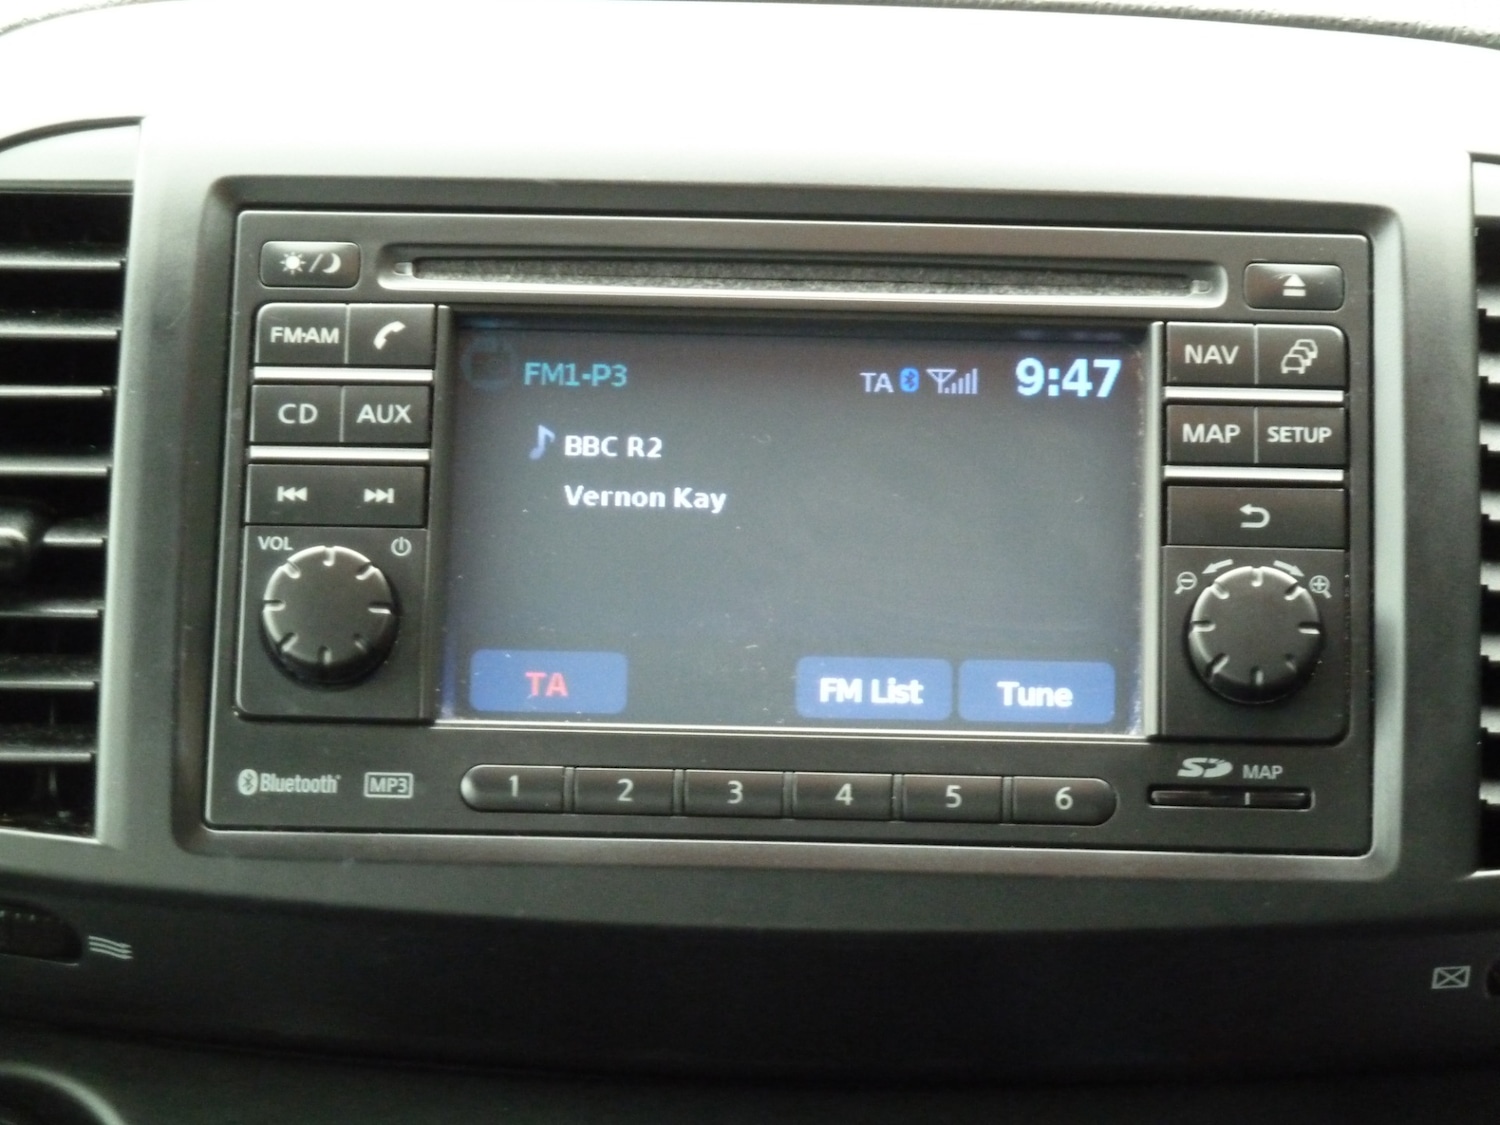 FM·AM
CD
AUX
VOL
FM1-P3
TA
9:47
BBC R2
Vernon Kay
TA
FM List
Tune
NAV
MAP
SETUP
Bluetooth
MP3
1
2
3
4
5
6
SD
MAP